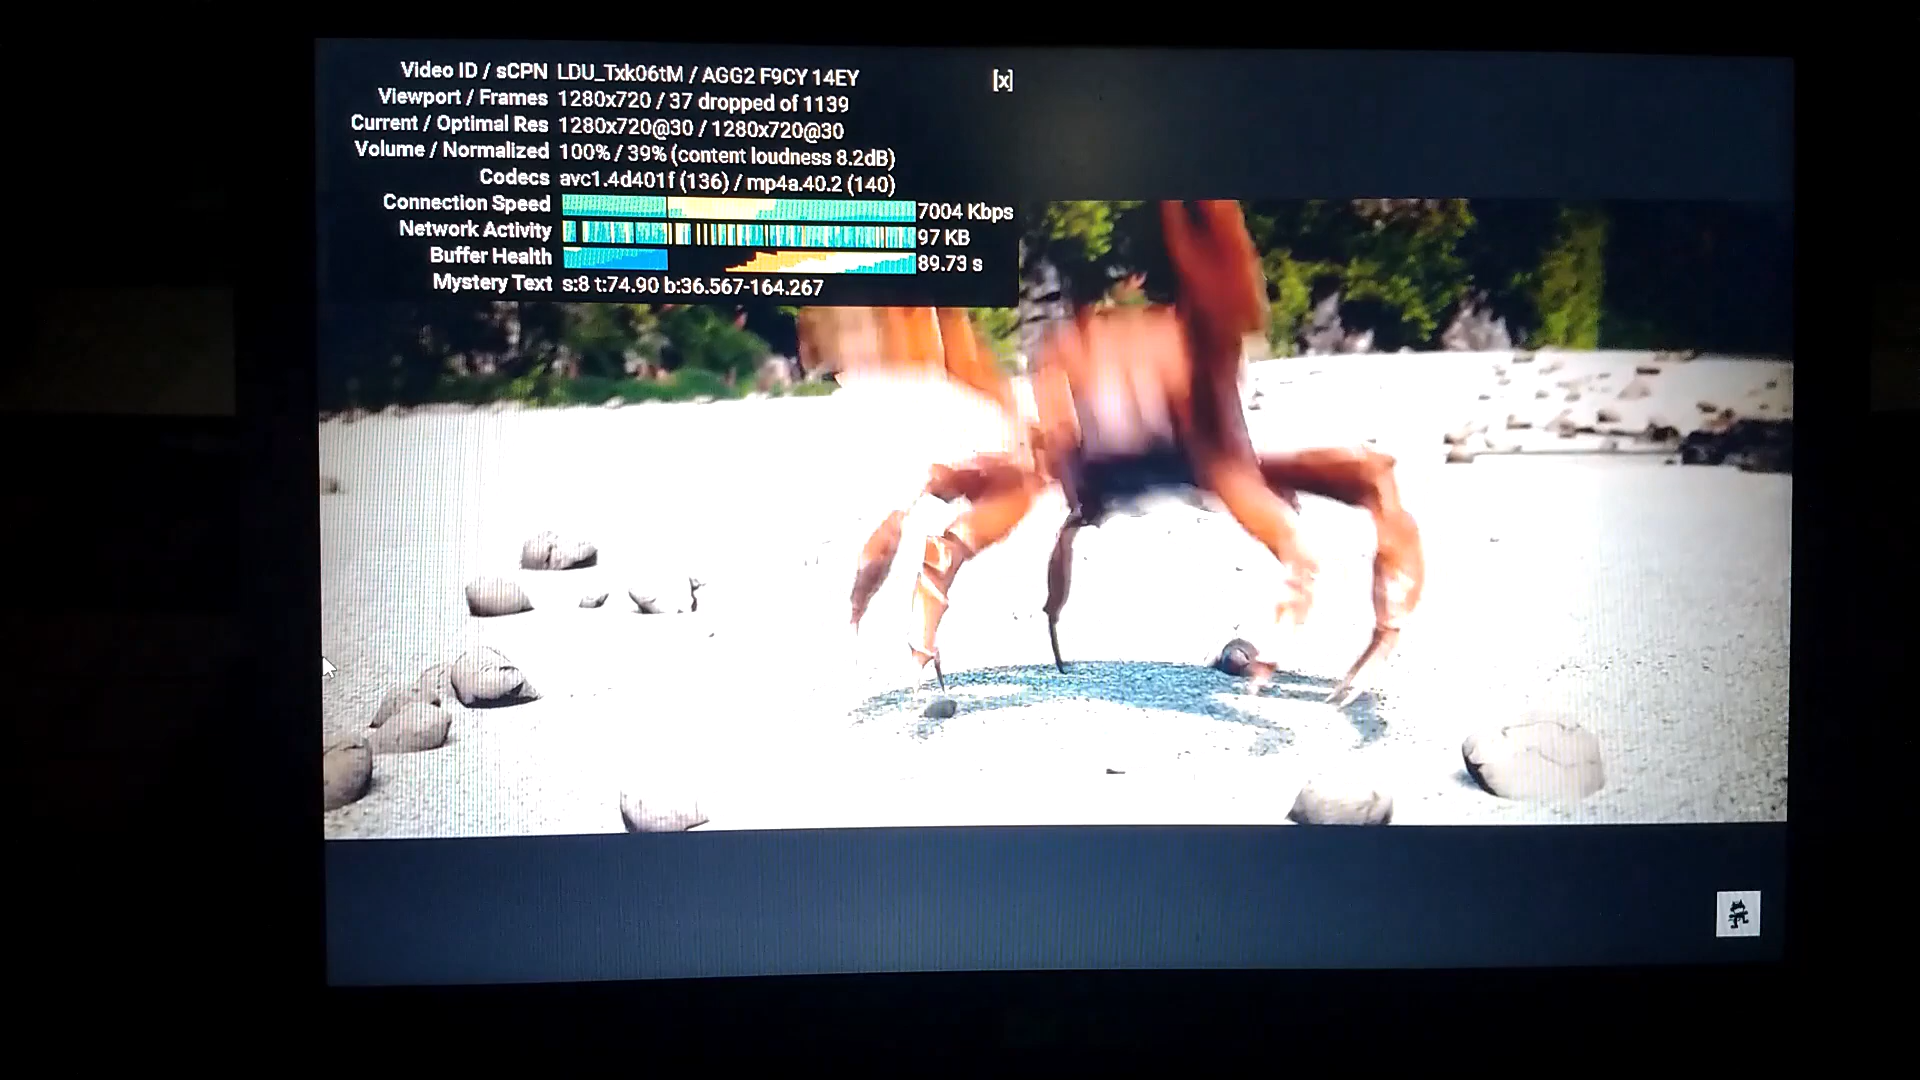 Video ID / sCPN LDU_Txk06tM / AGG2 F9CY 14EY [x]
Viewport / Frames 1280x720 / 37 dropped of 1139
Current / Optimal Res 1280x720@30 / 1280x720@30
Volume / Normalized 100% / 39% (content loudness 8.2dB)
Codecs avc1.4d401f (136) / mp4a.40.2 (140)
Connection Speed 7004 Kbps
Network Activity 97 KB
Buffer Health 89.73 s
Mystery Text s:8 t:74.90 b:36.567-164.267